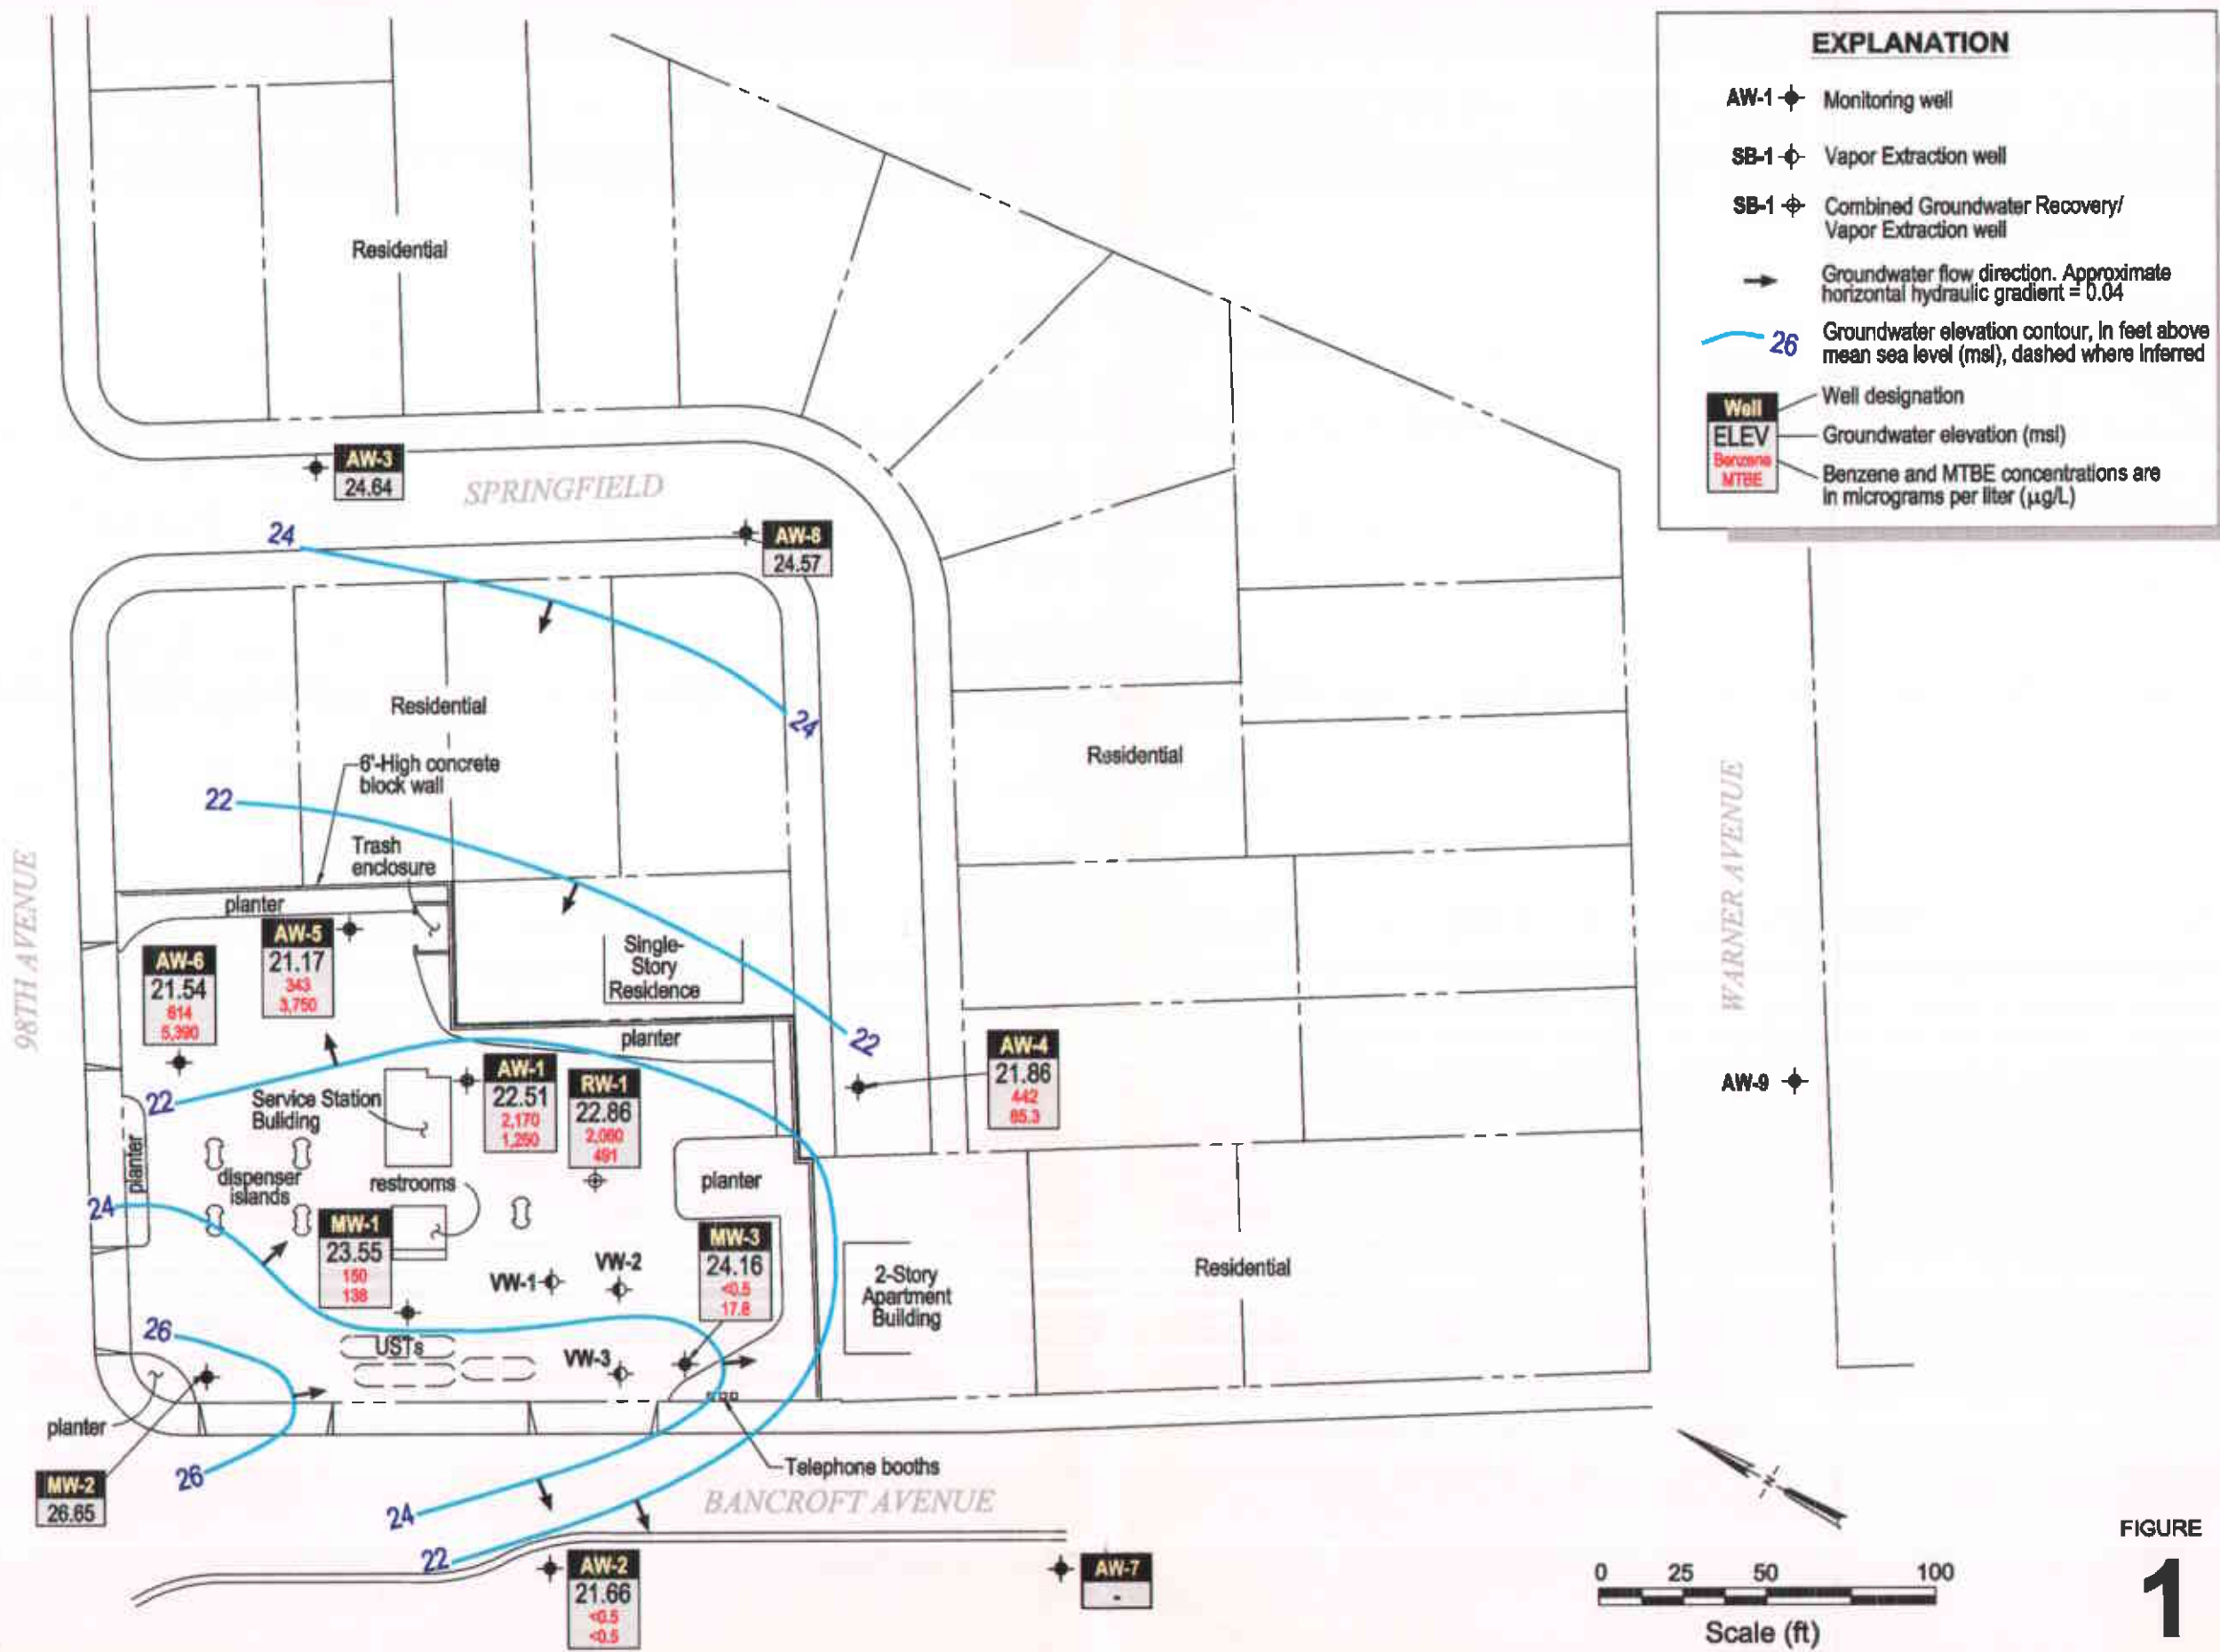 EXPLANATION
AW-1 Monitoring well
SB-1 Vapor Extraction well
SB-1 Combined Groundwater Recovery/
Vapor Extraction well
Groundwater flow direction. Approximate
horizontal hydraulic gradient = 0.04
26 Groundwater elevation contour, in feet above
mean sea level (msl), dashed where inferred
Well
ELEV
Benzene
MTBE
Well designation
Groundwater elevation (msl)
Benzene and MTBE concentrations are
in micrograms per liter (µg/L)
Residential
AW-3
24.64
SPRINGFIELD
AW-8
24.57
24
24
Residential
6'-High concrete
block wall
22
Trash
enclosure
planter
Residential
98TH AVENUE
WARNER AVENUE
AW-5
21.17
343
3,750
AW-6
21.54
614
5,390
Single-
Story
Residence
planter
22
AW-4
21.86
442
65.3
AW-9
22
Service Station
Building
AW-1
22.51
2,170
1,250
RW-1
22.86
2,060
491
planter
dispenser
islands
restrooms
planter
24
MW-1
23.55
150
138
VW-1
VW-2
MW-3
24.16
<0.5
17.8
2-Story
Apartment
Building
Residential
26
USTs
VW-3
planter
26
MW-2
26.65
Telephone booths
24
BANCROFT AVENUE
22
AW-2
21.66
<0.5
<0.5
AW-7
-
N
0 25 50 100
Scale (ft)
FIGURE
1